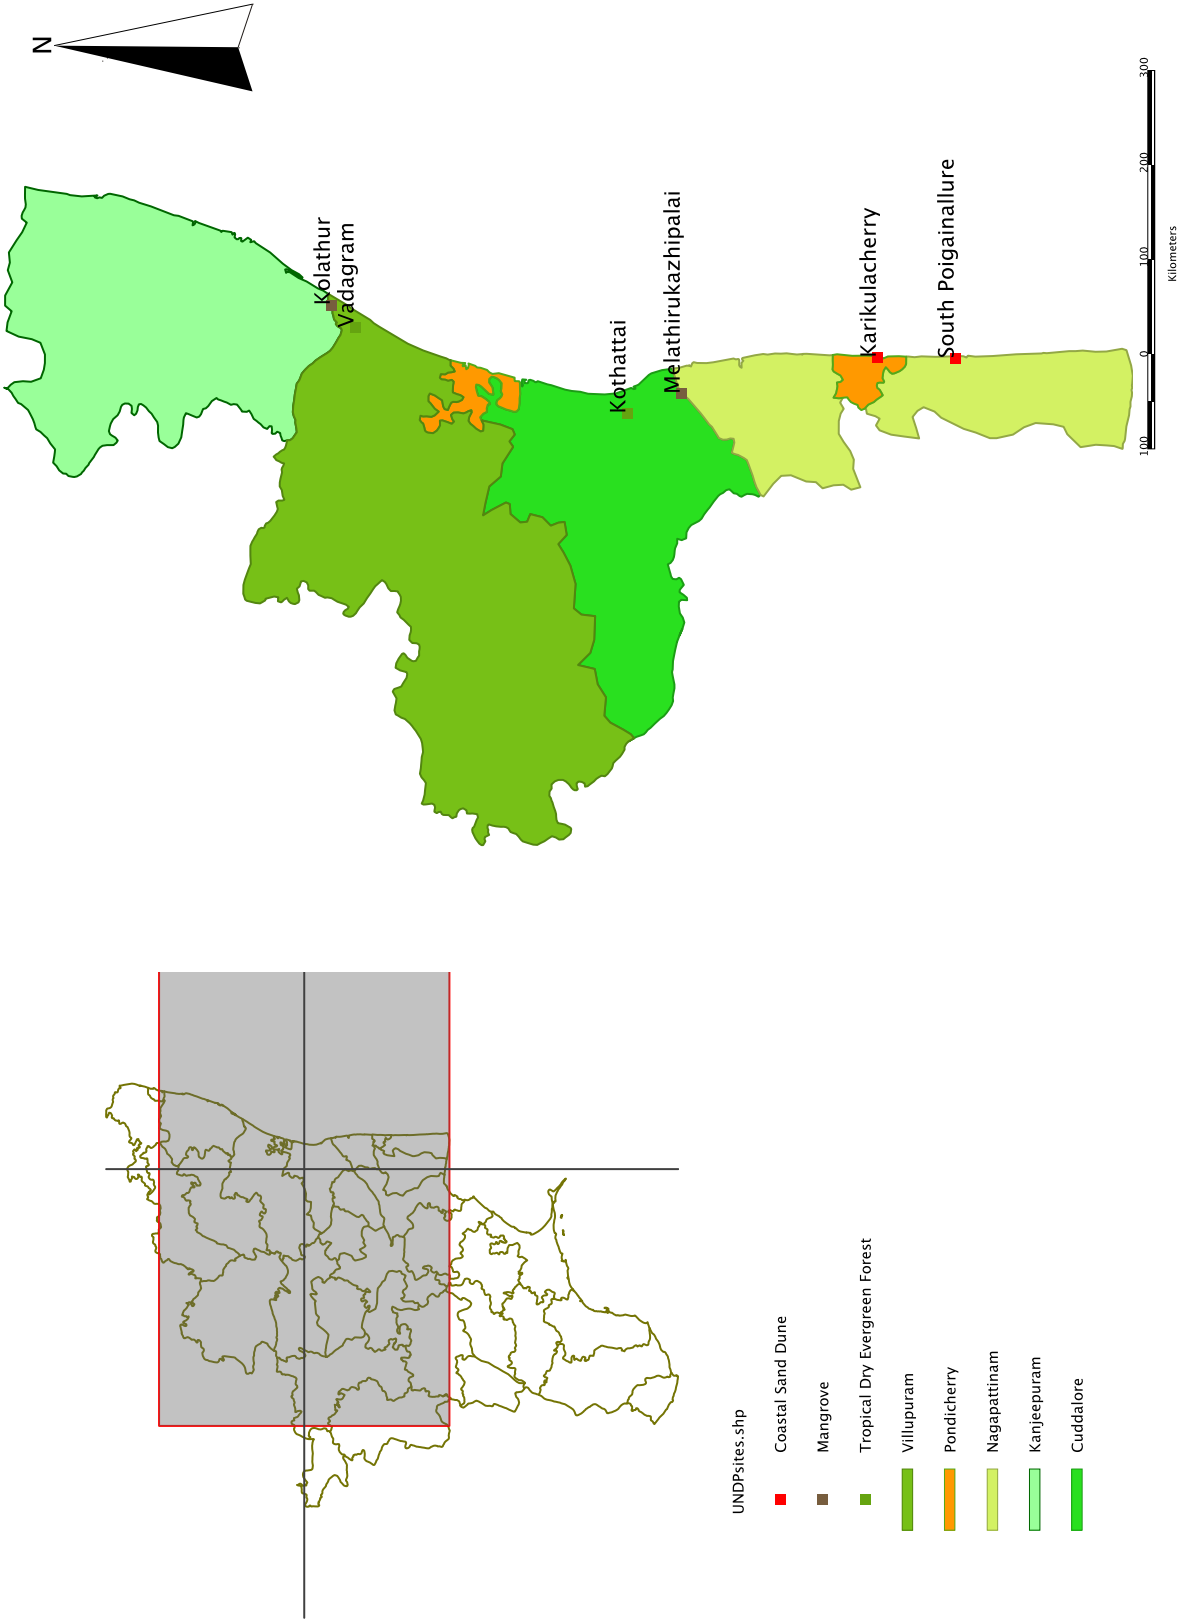 N
Kolathur
Vadagram
Kothattai
Melathirukazhipalai
Karikulacherry
South Poigainallure
100 0 100 200 300
Kilometers
UNDPsites.shp
Coastal Sand Dune
Mangrove
Tropical Dry Evergreen Forest
Villupuram
Pondicherry
Nagapattinam
Kanjeepuram
Cuddalore